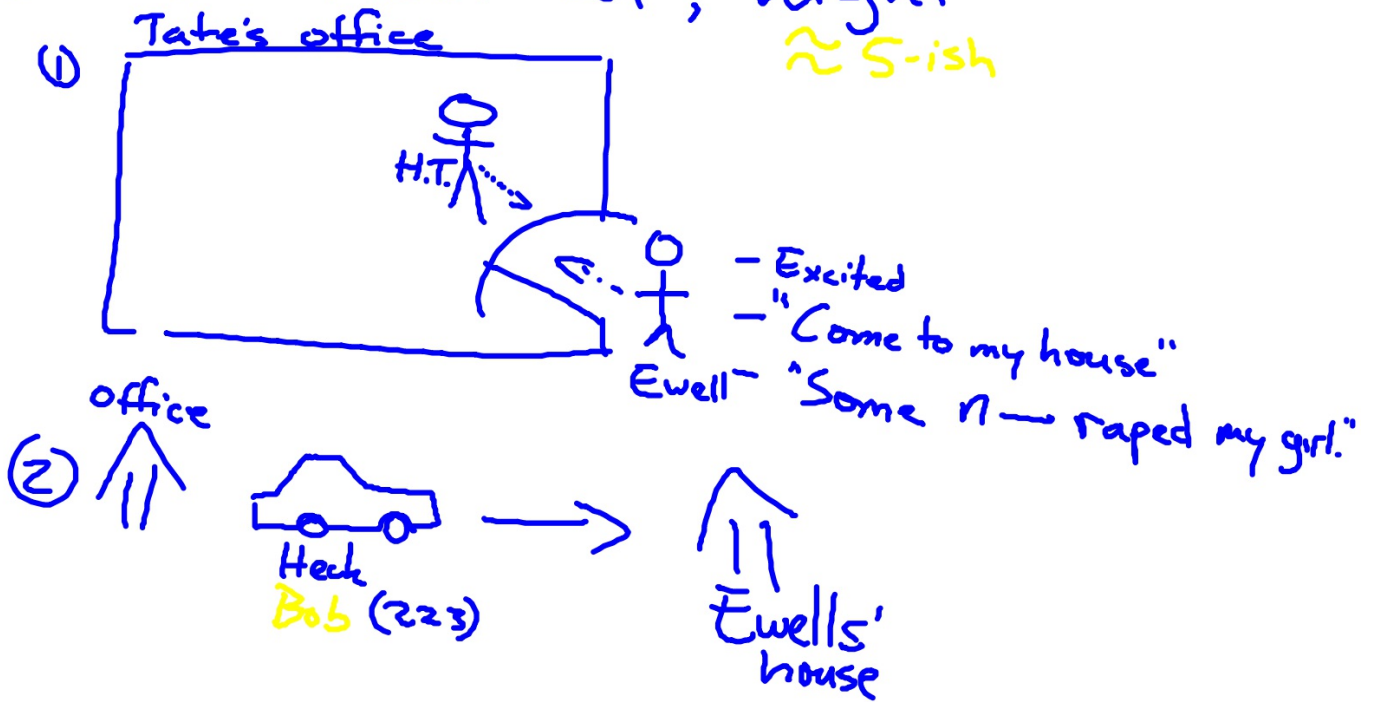 ≈ 5-ish
① Tate's office
H.T.
- Excited
- "Come to my house"
Ewell - "Some n— raped my girl."
office
②
Heck
Bob (223)
Ewells'
house